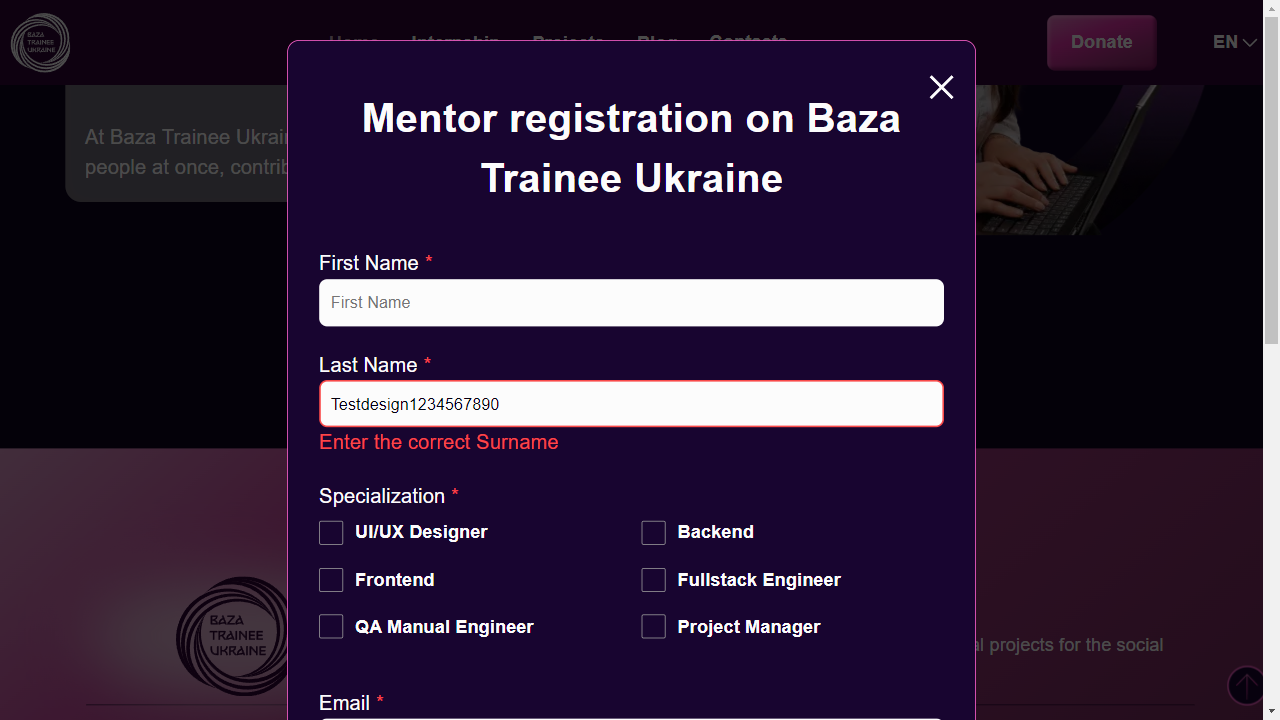 BAZA
TRAINEE
UKRAINE
Home Internship Projects Blog Contacts
Donate
EN
At Baza Trainee Ukrai
people at once, contrib
Mentor registration on Baza
Trainee Ukraine
First Name *
First Name
Last Name *
Testdesign1234567890
Enter the correct Surname
Specialization *
UI/UX Designer
Backend
Frontend
Fullstack Engineer
QA Manual Engineer
Project Manager
BAZA
TRAINEE
UKRAINE
al projects for the social
Email *